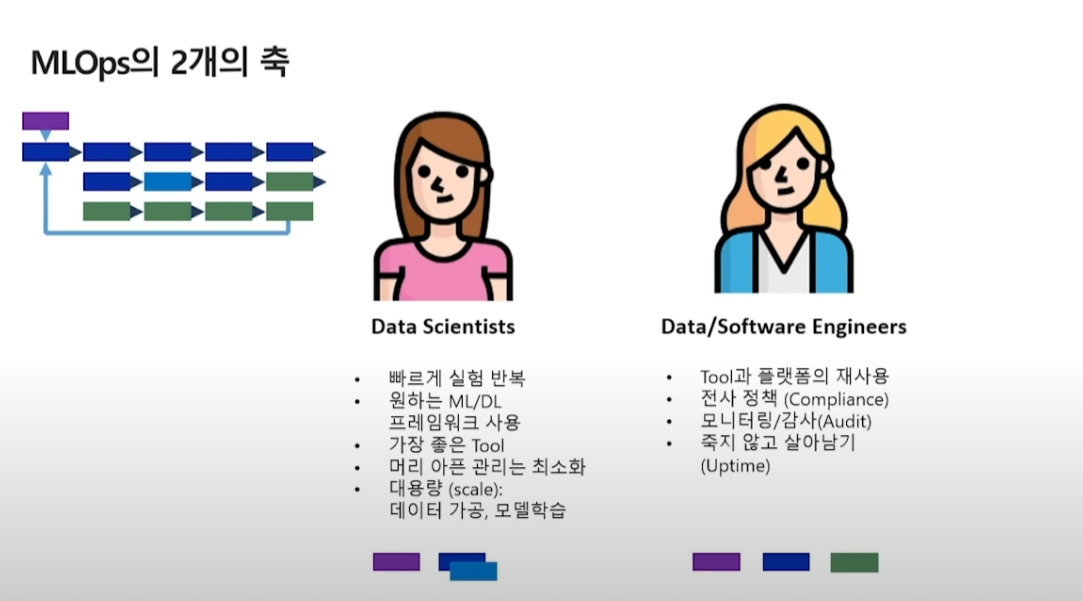 MLOps의 2개의 축
Data Scientists
• 빠르게 실험 반복
• 원하는 ML/DL
프레임워크 사용
• 가장 좋은 Tool
• 머리 아픈 관리는 최소화
• 대용량 (scale):
데이터 가공, 모델학습
Data/Software Engineers
• Tool과 플랫폼의 재사용
• 전사 정책 (Compliance)
• 모니터링/감사(Audit)
• 죽지 않고 살아남기
(Uptime)